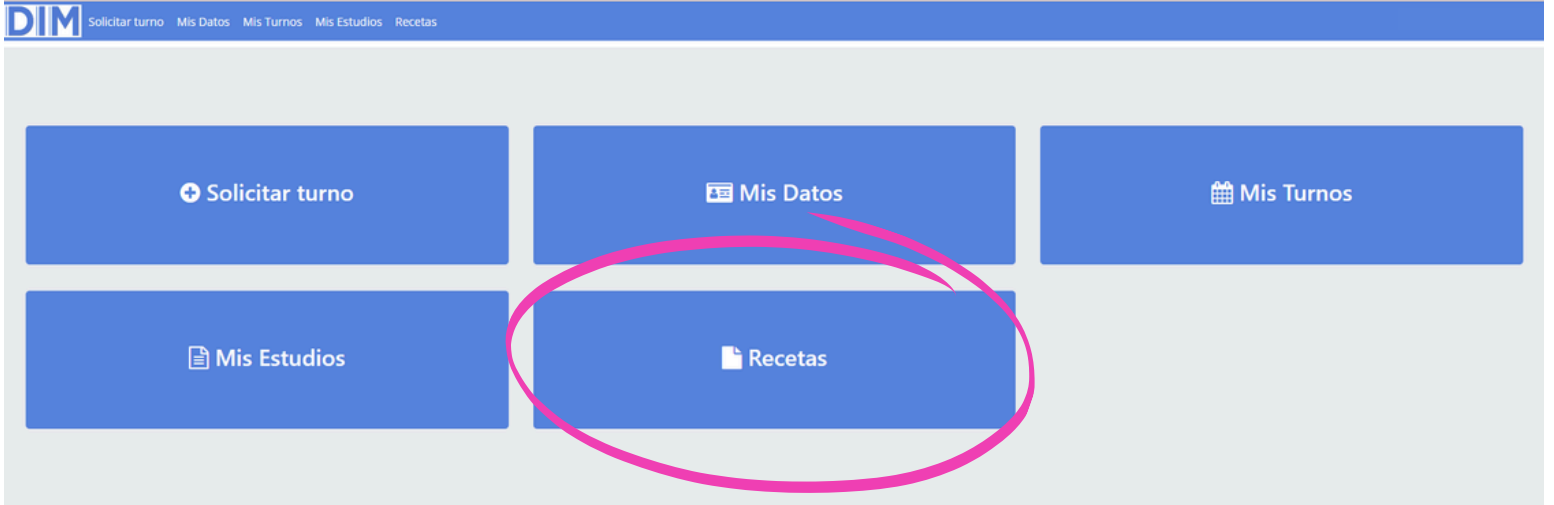 DIM Solicitar turno Mis Datos Mis Turnos Mis Estudios Recetas
Solicitar turno
Mis Datos
Mis Turnos
Mis Estudios
Recetas